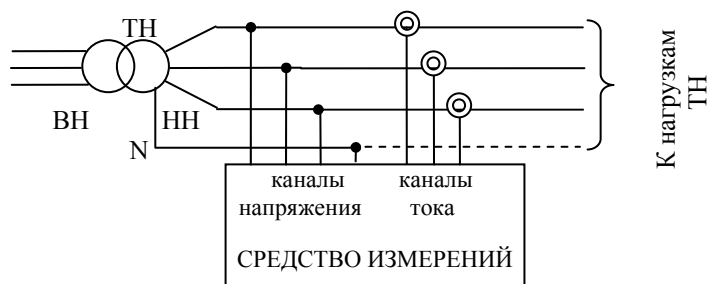 ТН
ВН
НН
N
каналы
напряжения
каналы
тока
СРЕДСТВО ИЗМЕРЕНИЙ
К нагрузкам
ТН